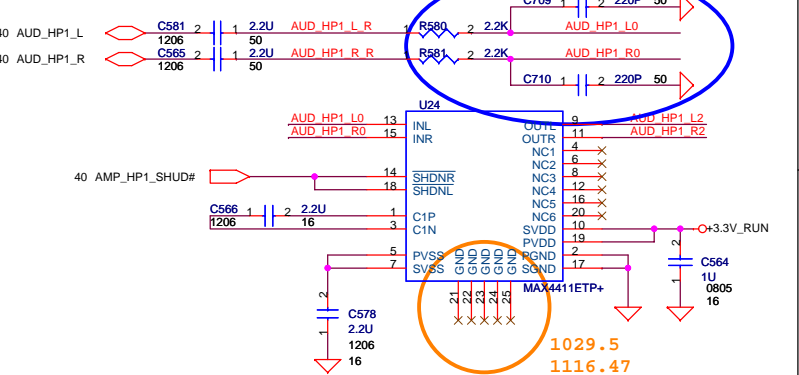 C709 1 2 220P 50
40 AUD_HP1_L C581 2 1 2.2U AUD_HP1_L_R R580 2 2.2K AUD_HP1_L0
1206 50
40 AUD_HP1_R C565 2 1 2.2U AUD_HP1_R_R R581 2 2.2K AUD_HP1_R0
1206 50
C710 1 2 220P 50
U24
AUD_HP1_L0 13 INL OUTL 9 AUD_HP1_L2
AUD_HP1_R0 15 INR OUTR 11 AUD_HP1_R2
NC1 4
NC2 6
40 AMP_HP1_SHUD# 14 SHDNR NC3 8
18 SHDNL NC4 12
NC5 16
C566 1 2 2.2U 1 C1P NC6 20
1206 16 3 C1N SVDD 10 +3.3V_RUN
PVDD 19
5 PVSS PGND 2
7 SVSS SGND 17
GND GND GND GND GND
21 22 23 24 25
MAX4411ETP+
2 C564
1 1U
0805
16
2 C578
2.2U
1 1206
16
1029.5
1116.47